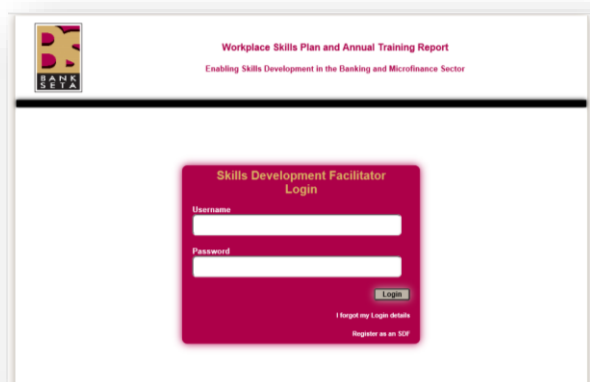 BANK
SETA
Workplace Skills Plan and Annual Training Report
Enabling Skills Development in the Banking and Microfinance Sector
Skills Development Facilitator
Login
Username
Password
Login
I forgot my Login details
Register as an SDF